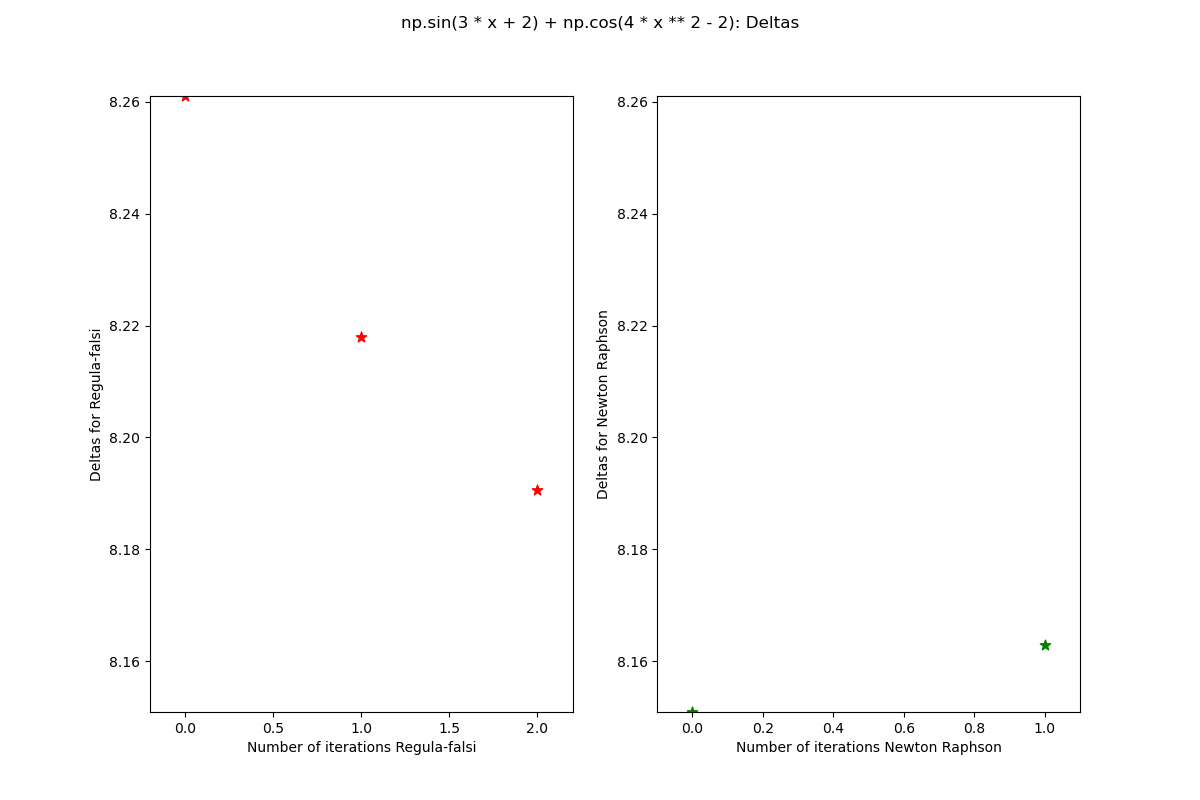 np.sin(3 * x + 2) + np.cos(4 * x ** 2 - 2): Deltas
Deltas for Regula-falsi
8.26
8.24
8.22
8.20
8.18
8.16
0.0 0.5 1.0 1.5 2.0
Number of iterations Regula-falsi
Deltas for Newton Raphson
8.26
8.24
8.22
8.20
8.18
8.16
0.0 0.2 0.4 0.6 0.8 1.0
Number of iterations Newton Raphson